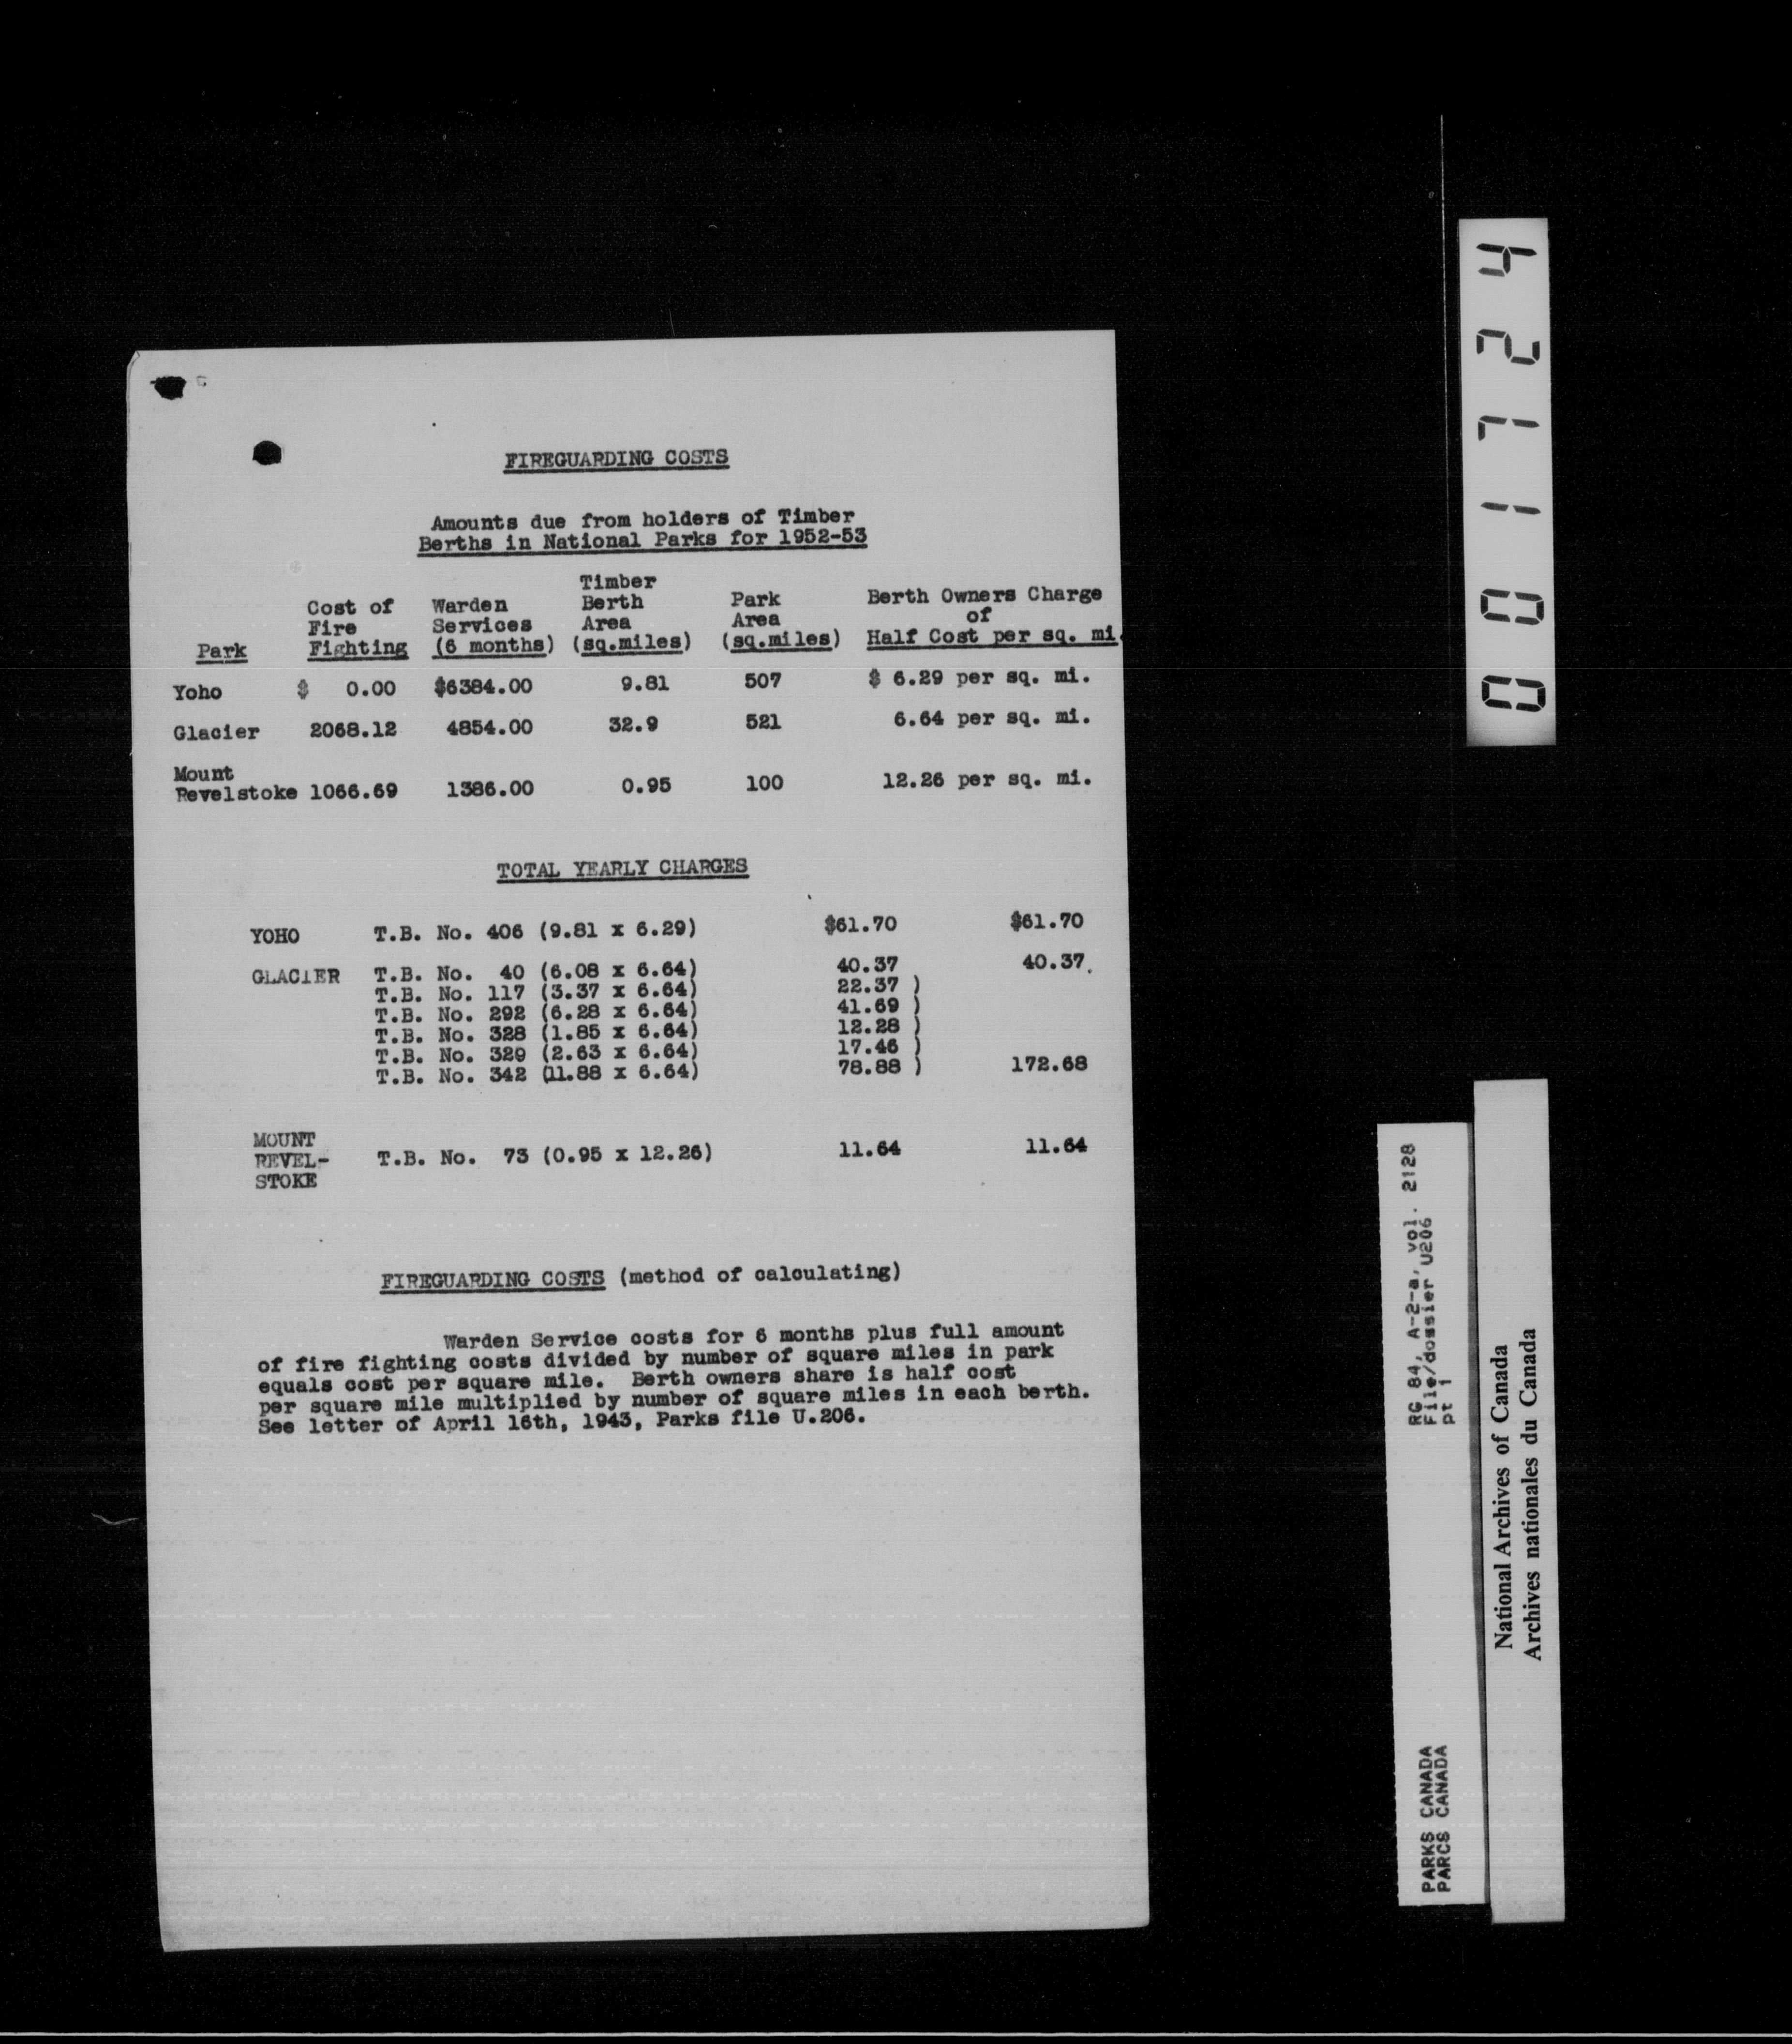 FIREGUARDING COSTS
Amounts due from holders of Timber
Berths in National Parks for 1952-53
Park Cost of Fire Fighting Warden Services (6 months) Timber Berth Area (sq.miles) Park Area (sq.miles) Berth Owners Charge of Half Cost per sq. mi.
Yoho $ 0.00 $6384.00 9.81 507 $ 6.29 per sq. mi.
Glacier 2068.12 4854.00 32.9 521 6.64 per sq. mi.
Mount
Revelstoke 1066.69 1386.00 0.95 100 12.26 per sq. mi.
TOTAL YEARLY CHARGES
YOHO T.B. No. 406 (9.81 x 6.29) $61.70 $61.70
GLACIER T.B. No. 40 (6.08 x 6.64) 40.37 40.37.
T.B. No. 117 (3.37 x 6.64) 22.37 )
T.B. No. 292 (6.28 x 6.64) 41.69 )
T.B. No. 328 (1.85 x 6.64) 12.28 )
T.B. No. 329 (2.63 x 6.64) 17.46 )
T.B. No. 342 (11.88 x 6.64) 78.88 ) 172.68
MOUNT
REVEL- T.B. No. 73 (0.95 x 12.26) 11.64 11.64
STOKE
FIREGUARDING COSTS (method of calculating)
Warden Service costs for 6 months plus full amount
of fire fighting costs divided by number of square miles in park
equals cost per square mile. Berth owners share is half cost
per square mile multiplied by number of square miles in each berth.
See letter of April 16th, 1943, Parks file U.206.
001724
RG 84, A-2-a, vol. 2128
File/dossier U206
pt 1
PARKS CANADA
PARCS CANADA
National Archives of Canada
Archives nationales du Canada